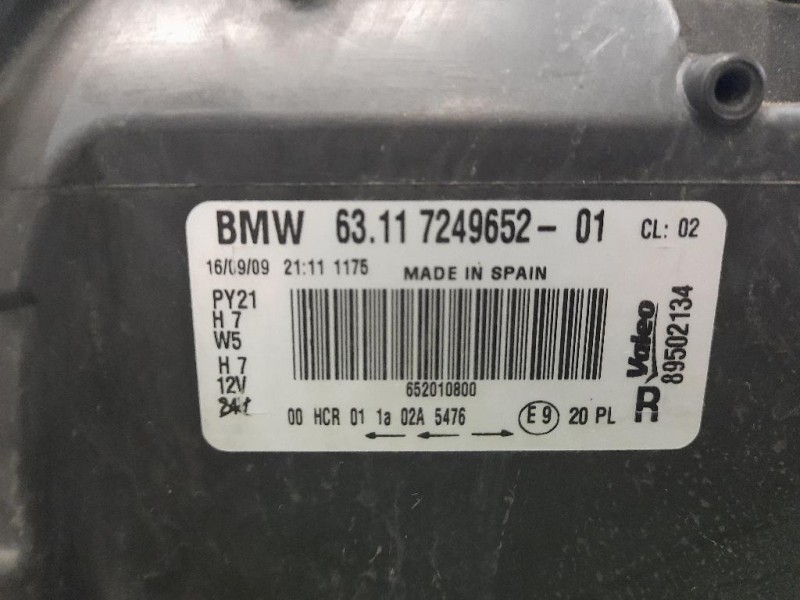 BMW 63.11 7249652- 01 CL: 02
16/09/09 21:11 1175 MADE IN SPAIN
PY21
H 7
W5
H 7
12V
652010800
00 HCR 01 1a 02A 5476
E 9 20 PL
Valeo
89502134
R